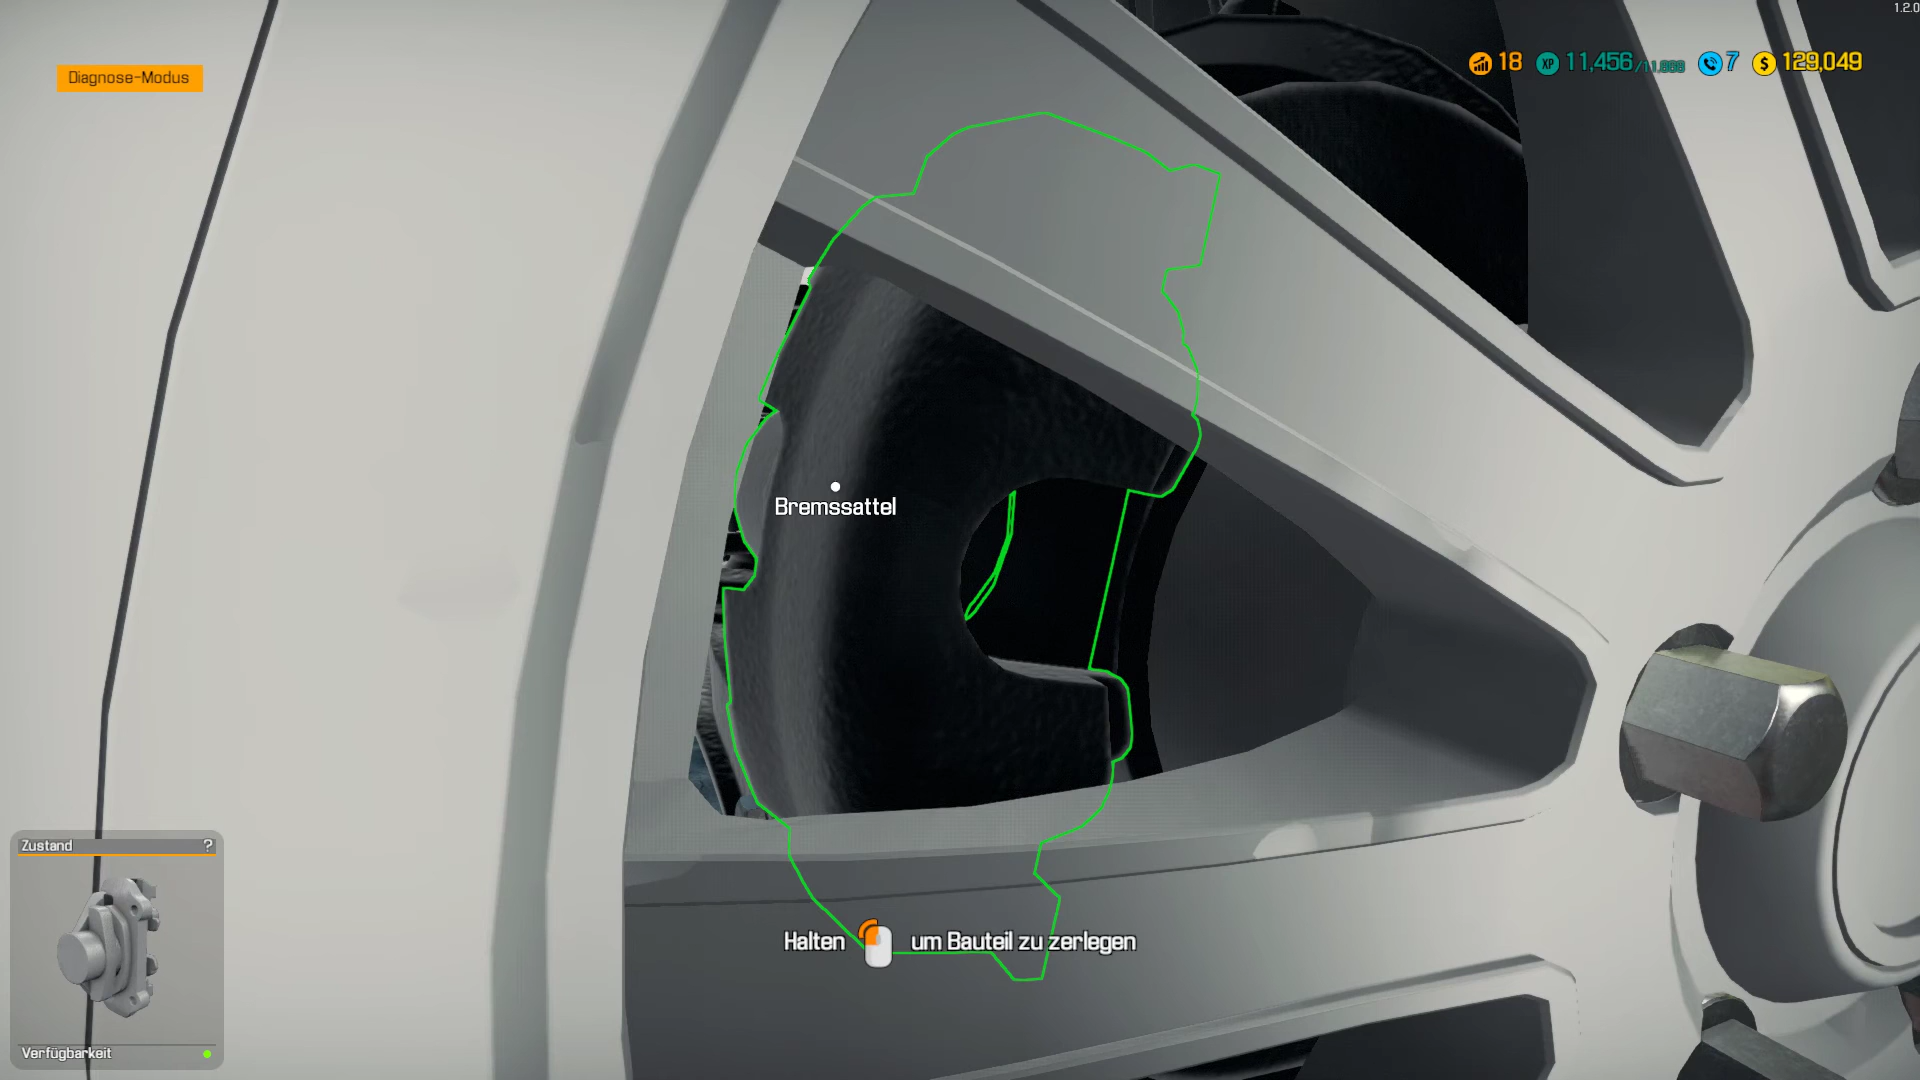 1.2.0
Diagnose-Modus
18 XP 11,456 7 $ 129,049
Bremssattel
Halten um Bauteil zu zerlegen
Zustand ?
Verfügbarkeit